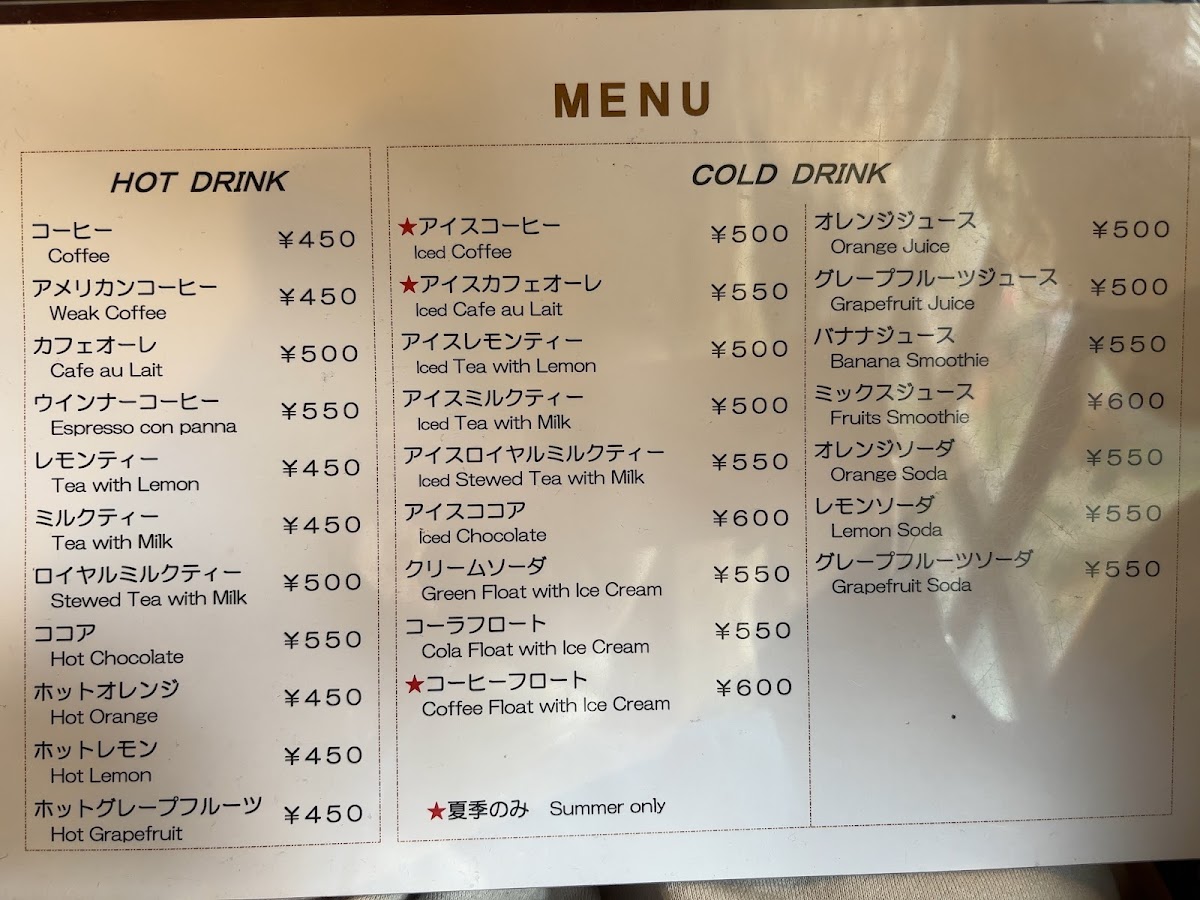 MENU
HOT DRINK
コーヒー ¥450
Coffee
アメリカンコーヒー ¥450
Weak Coffee
カフェオーレ ¥500
Cafe au Lait
ウインナーコーヒー ¥550
Espresso con panna
レモンティー ¥450
Tea with Lemon
ミルクティー ¥450
Tea with Milk
ロイヤルミルクティー ¥500
Stewed Tea with Milk
ココア ¥550
Hot Chocolate
ホットオレンジ ¥450
Hot Orange
ホットレモン ¥450
Hot Lemon
ホットグレープフルーツ ¥450
Hot Grapefruit
COLD DRINK
★アイスコーヒー ¥500
Iced Coffee
★アイスカフェオーレ ¥550
Iced Cafe au Lait
アイスレモンティー ¥500
Iced Tea with Lemon
アイスミルクティー ¥500
Iced Tea with Milk
アイスロイヤルミルクティー ¥550
Iced Stewed Tea with Milk
アイスココア ¥600
Iced Chocolate
クリームソーダ ¥550
Green Float with Ice Cream
コーラフロート ¥550
Cola Float with Ice Cream
★コーヒーフロート ¥600
Coffee Float with Ice Cream
★夏季のみ Summer only
オレンジジュース ¥500
Orange Juice
グレープフルーツジュース ¥500
Grapefruit Juice
バナナジュース ¥550
Banana Smoothie
ミックスジュース ¥600
Fruits Smoothie
オレンジソーダ ¥550
Orange Soda
レモンソーダ ¥550
Lemon Soda
グレープフルーツソーダ ¥550
Grapefruit Soda